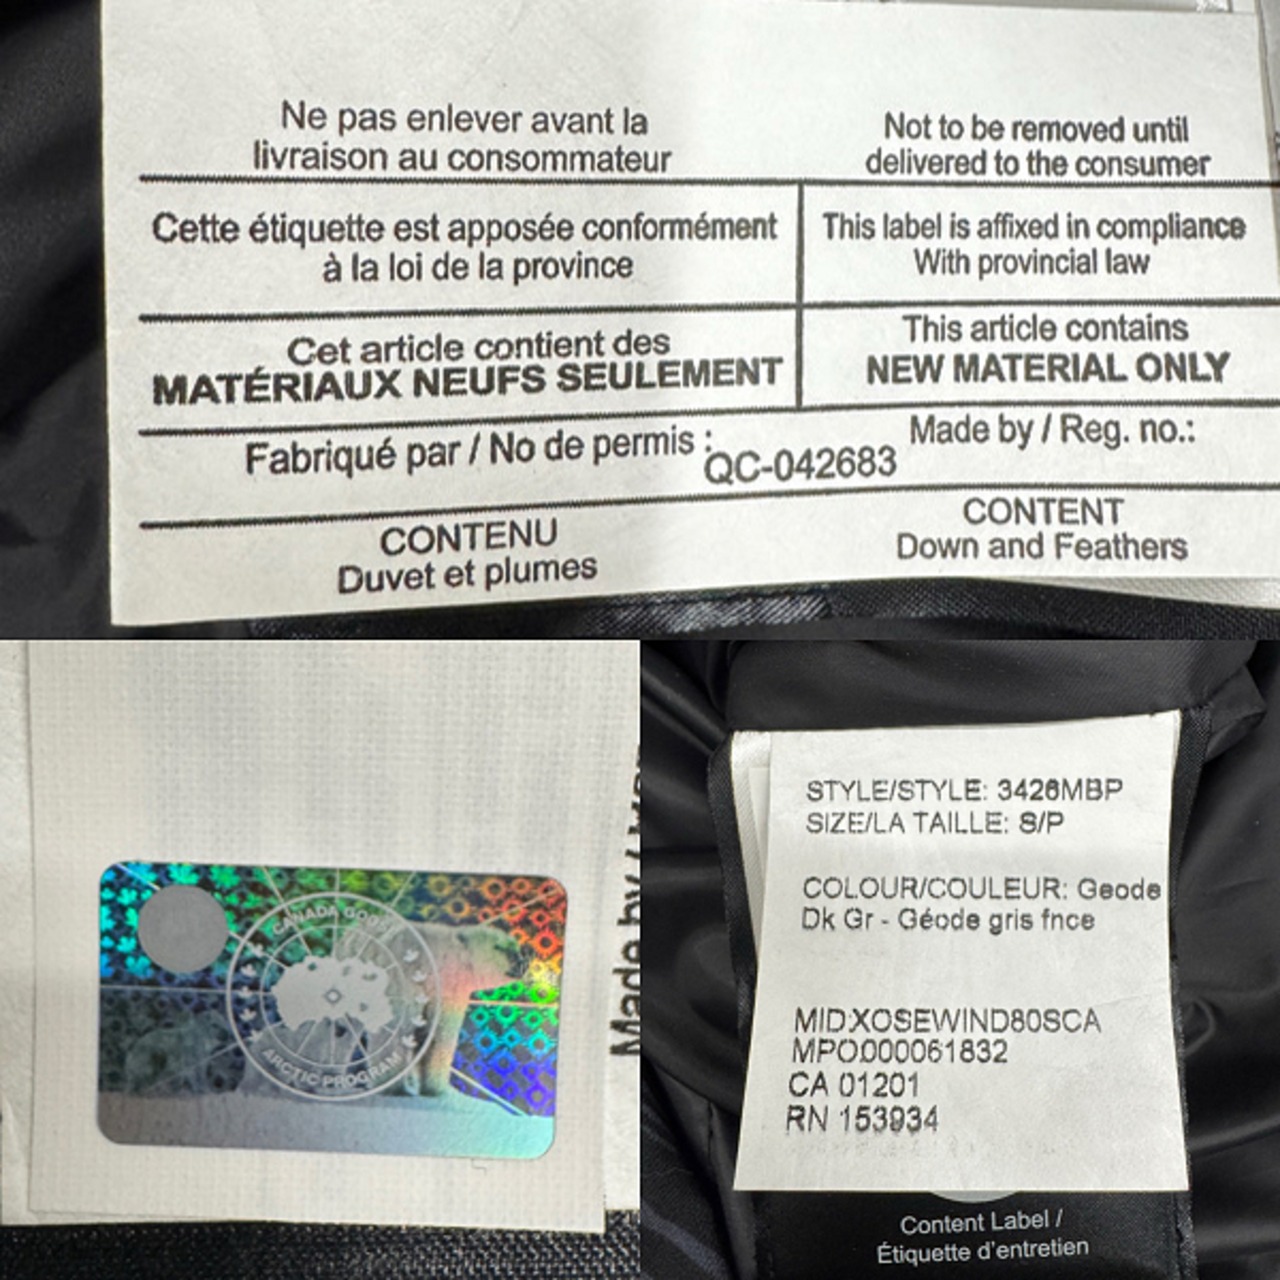 Ne pas enlever avant la
livraison au consommateur
Not to be removed until
delivered to the consumer
Cette étiquette est apposée conformément
à la loi de la province
This label is affixed in compliance
With provincial law
Cet article contient des
MATÉRIAUX NEUFS SEULEMENT
This article contains
NEW MATERIAL ONLY
Fabriqué par / No de permis :
QC-042683
Made by / Reg. no.:
CONTENU
Duvet et plumes
CONTENT
Down and Feathers
CANADA GOOSE
ARCTIC PROGRAM
Made by /
STYLE/STYLE: 3426MBP
SIZE/LA TAILLE: S/P
COLOUR/COULEUR: Geode
Dk Gr - Géode gris fnce
MID:XOSEWIND80SCA
MPO:000061832
CA 01201
RN 153934
Content Label /
Étiquette d'entretien